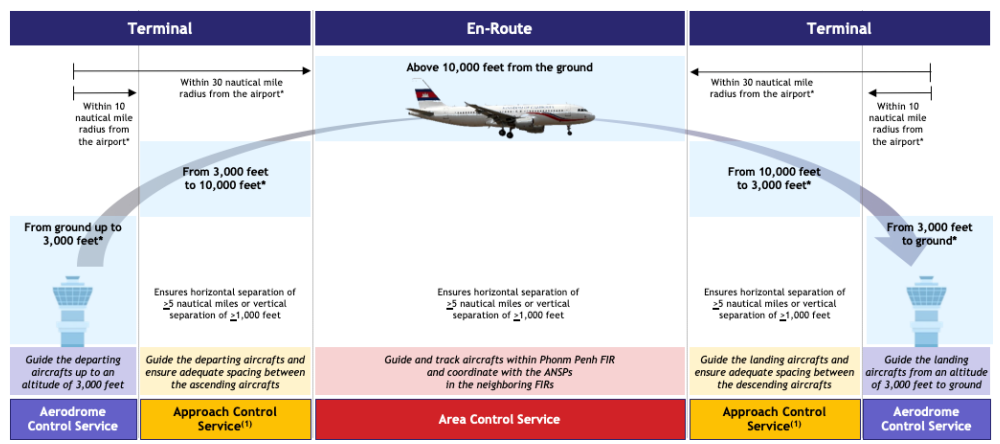 Terminal
En-Route
Terminal
Within 30 nautical mile
radius from the airport*
Within 10
nautical mile
radius from
the airport*
Above 10,000 feet from the ground
Within 30 nautical mile
radius from the airport*
Within 10
nautical mile
radius from
the airport*
From 3,000 feet
to 10,000 feet*
From 10,000 feet
to 3,000 feet*
From ground up to
3,000 feet*
From 3,000 feet
to ground*
Ensures horizontal separation of
>5 nautical miles or vertical
separation of >1,000 feet
Ensures horizontal separation of
>5 nautical miles or vertical
separation of >1,000 feet
Ensures horizontal separation of
>5 nautical miles or vertical
separation of >1,000 feet
Guide the departing
aircrafts up to an
altitude of 3,000 feet
Guide the departing aircrafts and
ensure adequate spacing between
the ascending aircrafts
Guide and track aircrafts within Phonm Penh FIR
and coordinate with the ANSPs
in the neighboring FIRs
Guide the landing aircrafts and
ensure adequate spacing between
the descending aircrafts
Guide the landing
aircrafts from an altitude
of 3,000 feet to ground
Aerodrome
Control Service
Approach Control
Service(1)
Area Control Service
Approach Control
Service(1)
Aerodrome
Control Service